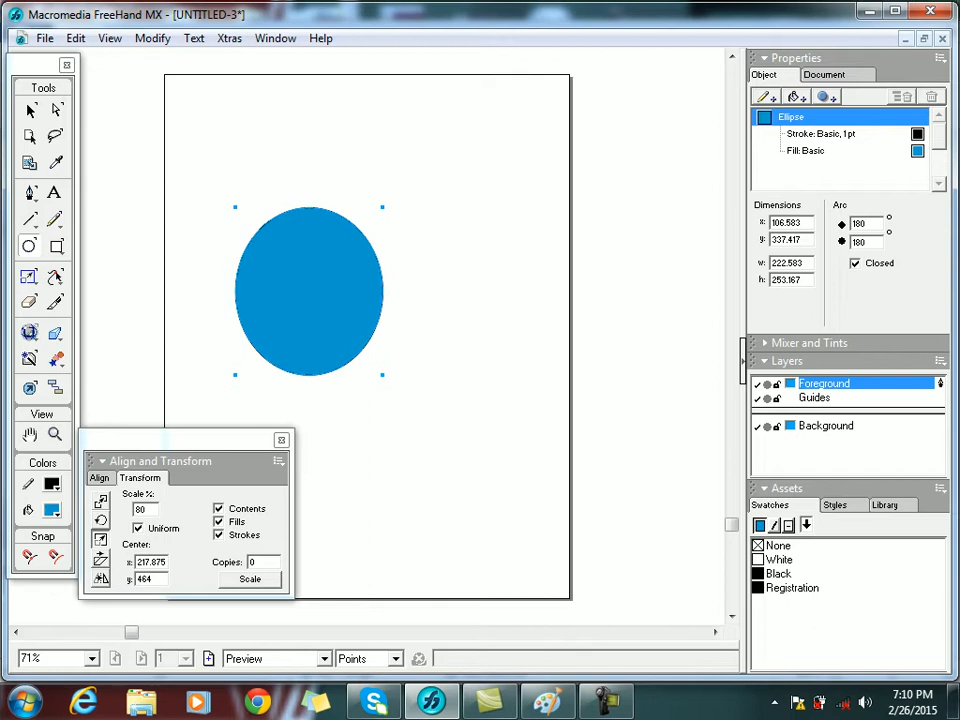 Macromedia FreeHand MX - [UNTITLED-3*]
File Edit View Modify Text Xtras Window Help
Tools
View
Colors
Snap
Align and Transform
Align Transform
Scale %:
80
Uniform
Center:
x: 217.875
y: 464
Contents
Fills
Strokes
Copies: 0
Scale
Properties
Object Document
Ellipse
Stroke: Basic, 1pt
Fill: Basic
Dimensions Arc
x: 106.583 180
y: 337.417 180
w: 222.583 Closed
h: 253.167
Mixer and Tints
Layers
Foreground
Guides
Background
Assets
Swatches Styles Library
None
White
Black
Registration
71% 1 Preview Points
7:10 PM
2/26/2015